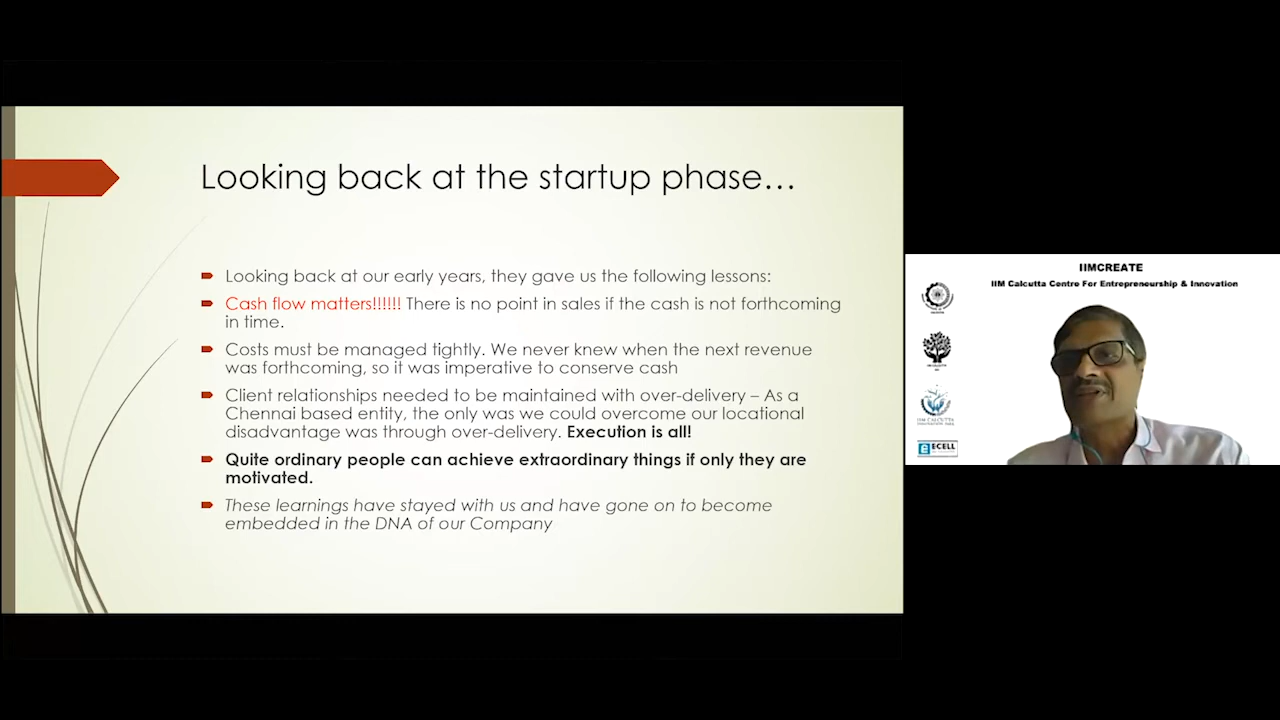 Looking back at the startup phase...
Looking back at our early years, they gave us the following lessons:
Cash flow matters!!!!!! There is no point in sales if the cash is not forthcoming
in time.
Costs must be managed tightly. We never knew when the next revenue
was forthcoming, so it was imperative to conserve cash
Client relationships needed to be maintained with over-delivery – As a
Chennai based entity, the only was we could overcome our locational
disadvantage was through over-delivery. Execution is all!
Quite ordinary people can achieve extraordinary things if only they are
motivated.
These learnings have stayed with us and have gone on to become
embedded in the DNA of our Company
IIMCREATE
IIM Calcutta Centre For Entrepreneurship & Innovation
IIM CALCUTTA
INNOVATION PARK
ECELL